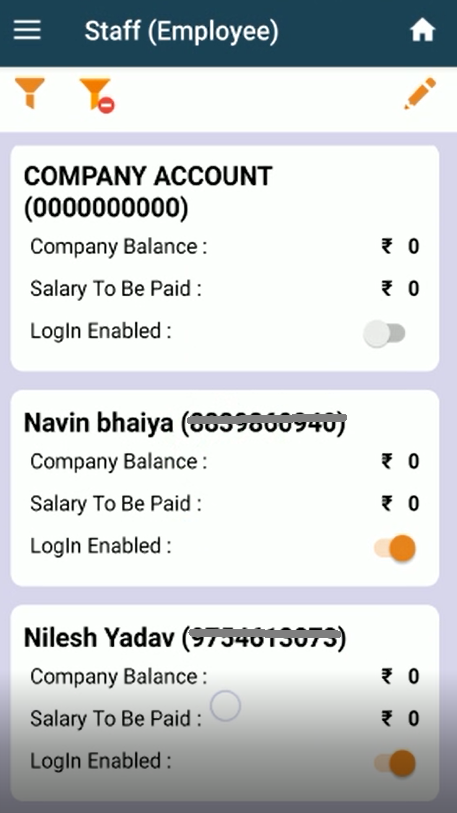 Staff (Employee)
COMPANY ACCOUNT
(0000000000)
Company Balance : ₹ 0
Salary To Be Paid : ₹ 0
LogIn Enabled :
Navin bhaiya
Company Balance : ₹ 0
Salary To Be Paid : ₹ 0
LogIn Enabled :
Nilesh Yadav
Company Balance : ₹ 0
Salary To Be Paid : ₹ 0
LogIn Enabled :